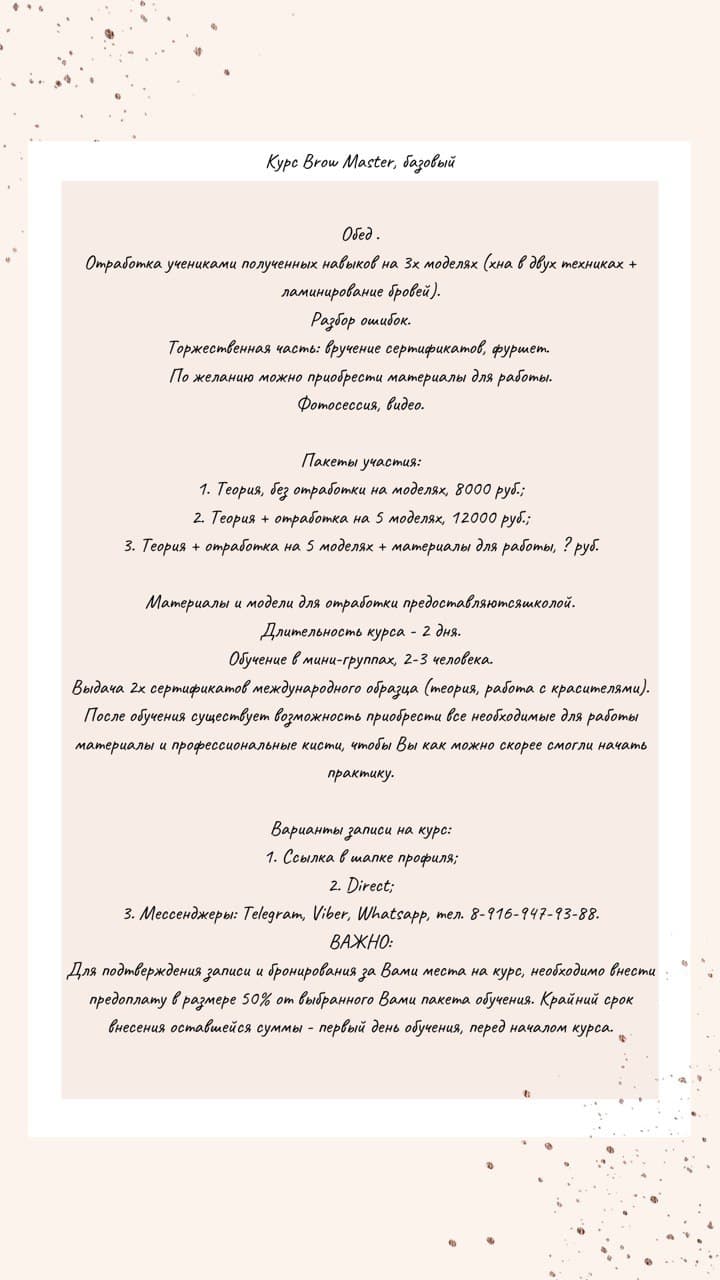 Курс Brow Master, базовый
Обед .
Отработка учениками полученных навыков на 3х моделях (хна в двух техниках +
ламинирование бровей).
Разбор ошибок.
Торжественная часть: вручение сертификатов, фуршет.
По желанию можно приобрести материалы для работы.
Фотосессия, видео.
Пакеты участия:
1. Теория, без отработки на моделях, 8000 руб.;
2. Теория + отработка на 5 моделях, 12000 руб.;
3. Теория + отработка на 5 моделях + материалы для работы, ? руб.
Материалы и модели для отработки предоставляютсяшколой.
Длительность курса - 2 дня.
Обучение в мини-группах, 2-3 человека.
Выдача 2х сертификатов международного образца (теория, работа с красителями).
После обучения существует возможность приобрести все необходимые для работы
материалы и профессиональные кисти, чтобы Вы как можно скорее смогли начать
практику.
Варианты записи на курс:
1. Ссылка в шапке профиля;
2. Direct;
3. Мессенджеры: Telegram, Viber, Whatsapp, тел. 8-916-947-93-88.
ВАЖНО:
Для подтверждения записи и бронирования за Вами места на курс, необходимо внести
предоплату в размере 50% от выбранного Вами пакета обучения. Крайний срок
внесения оставшейся суммы - первый день обучения, перед началом курса.